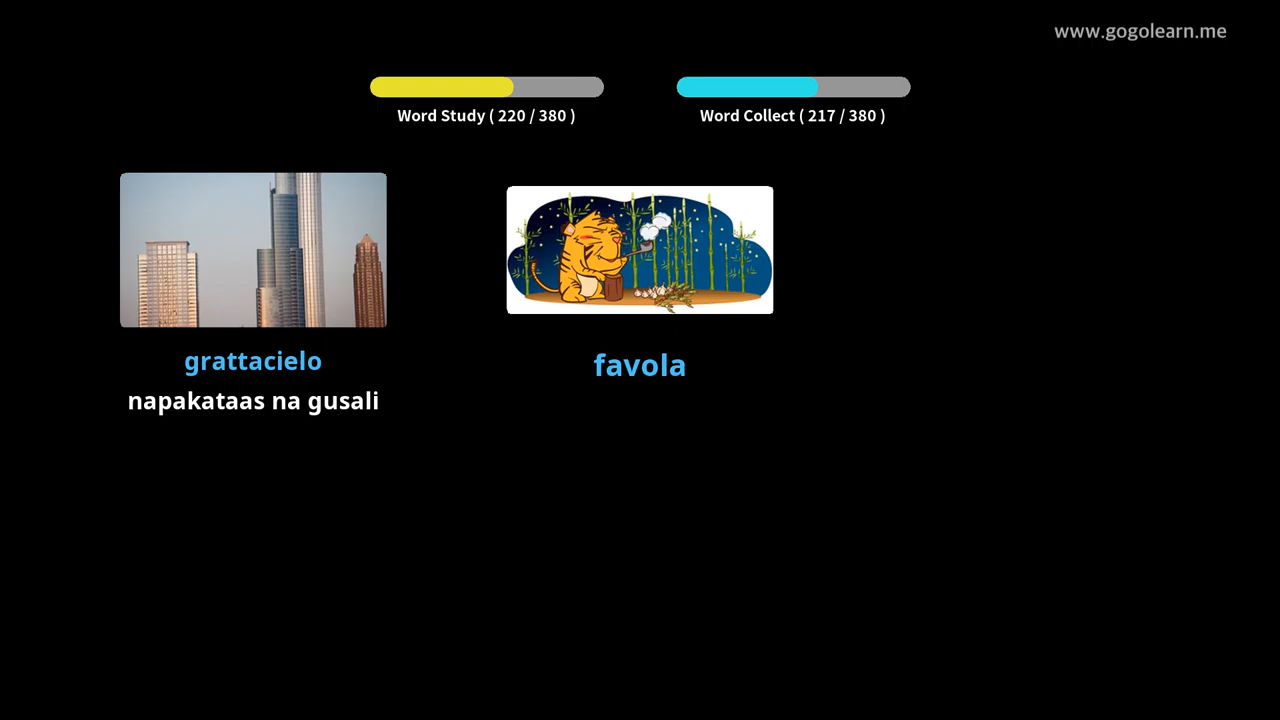 www.gogolearn.me
Word Study ( 220 / 380 )
Word Collect ( 217 / 380 )
grattacielo
napakataas na gusali
favola